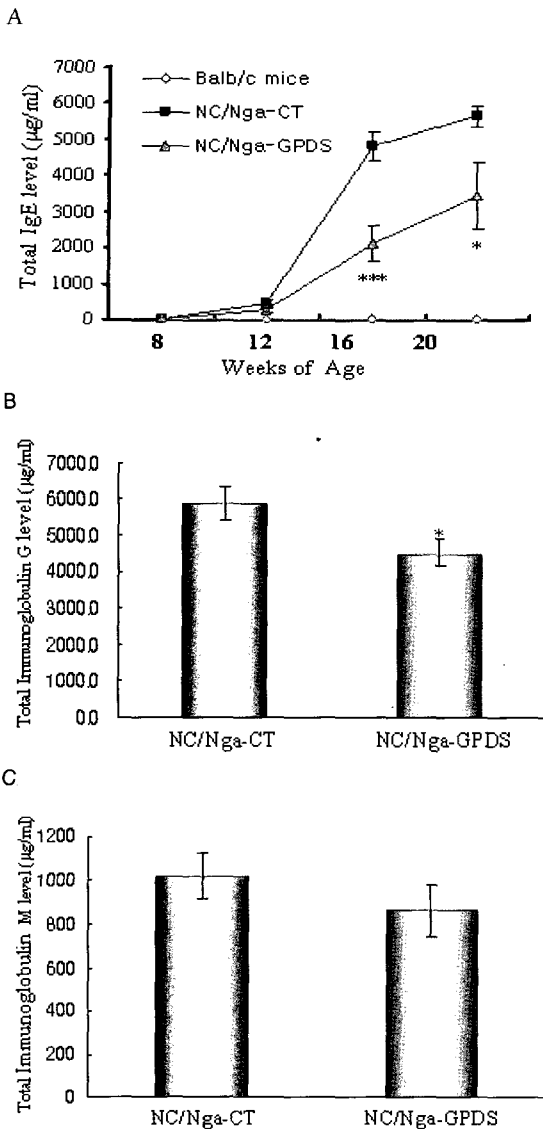 A
Total IgE level (µg/ml)
7000
6000
5000
4000
3000
2000
1000
0
Balb/c mice
NC/Nga-CT
NC/Nga-GPDS
***
*
8
12
16
20
Weeks of Age
B
Total Immunoglobulin G level (µg/ml)
7000.0
6000.0
5000.0
4000.0
3000.0
2000.0
1000.0
0.0
*
NC/Nga-CT
NC/Nga-GPDS
C
Total Immunoglobulin M level (µg/ml)
1200
1000
800
600
400
200
0
NC/Nga-CT
NC/Nga-GPDS